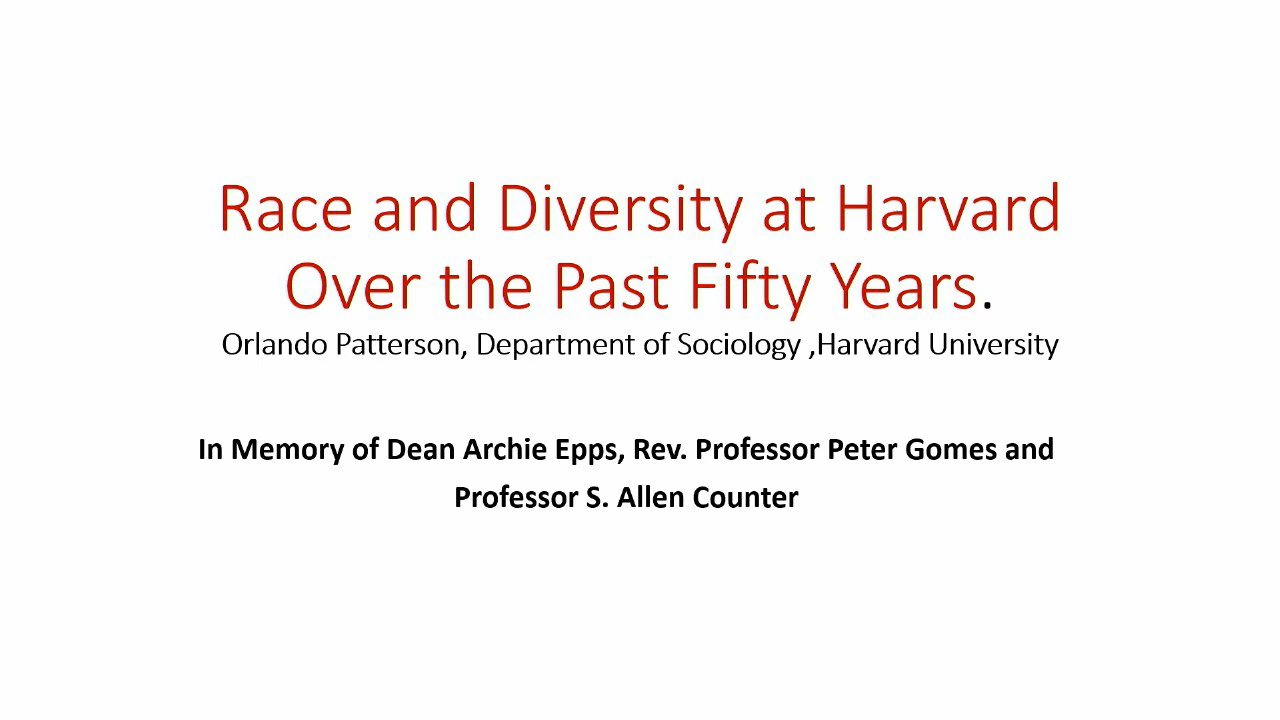 Race and Diversity at Harvard
Over the Past Fifty Years.
Orlando Patterson, Department of Sociology ,Harvard University
In Memory of Dean Archie Epps, Rev. Professor Peter Gomes and
Professor S. Allen Counter